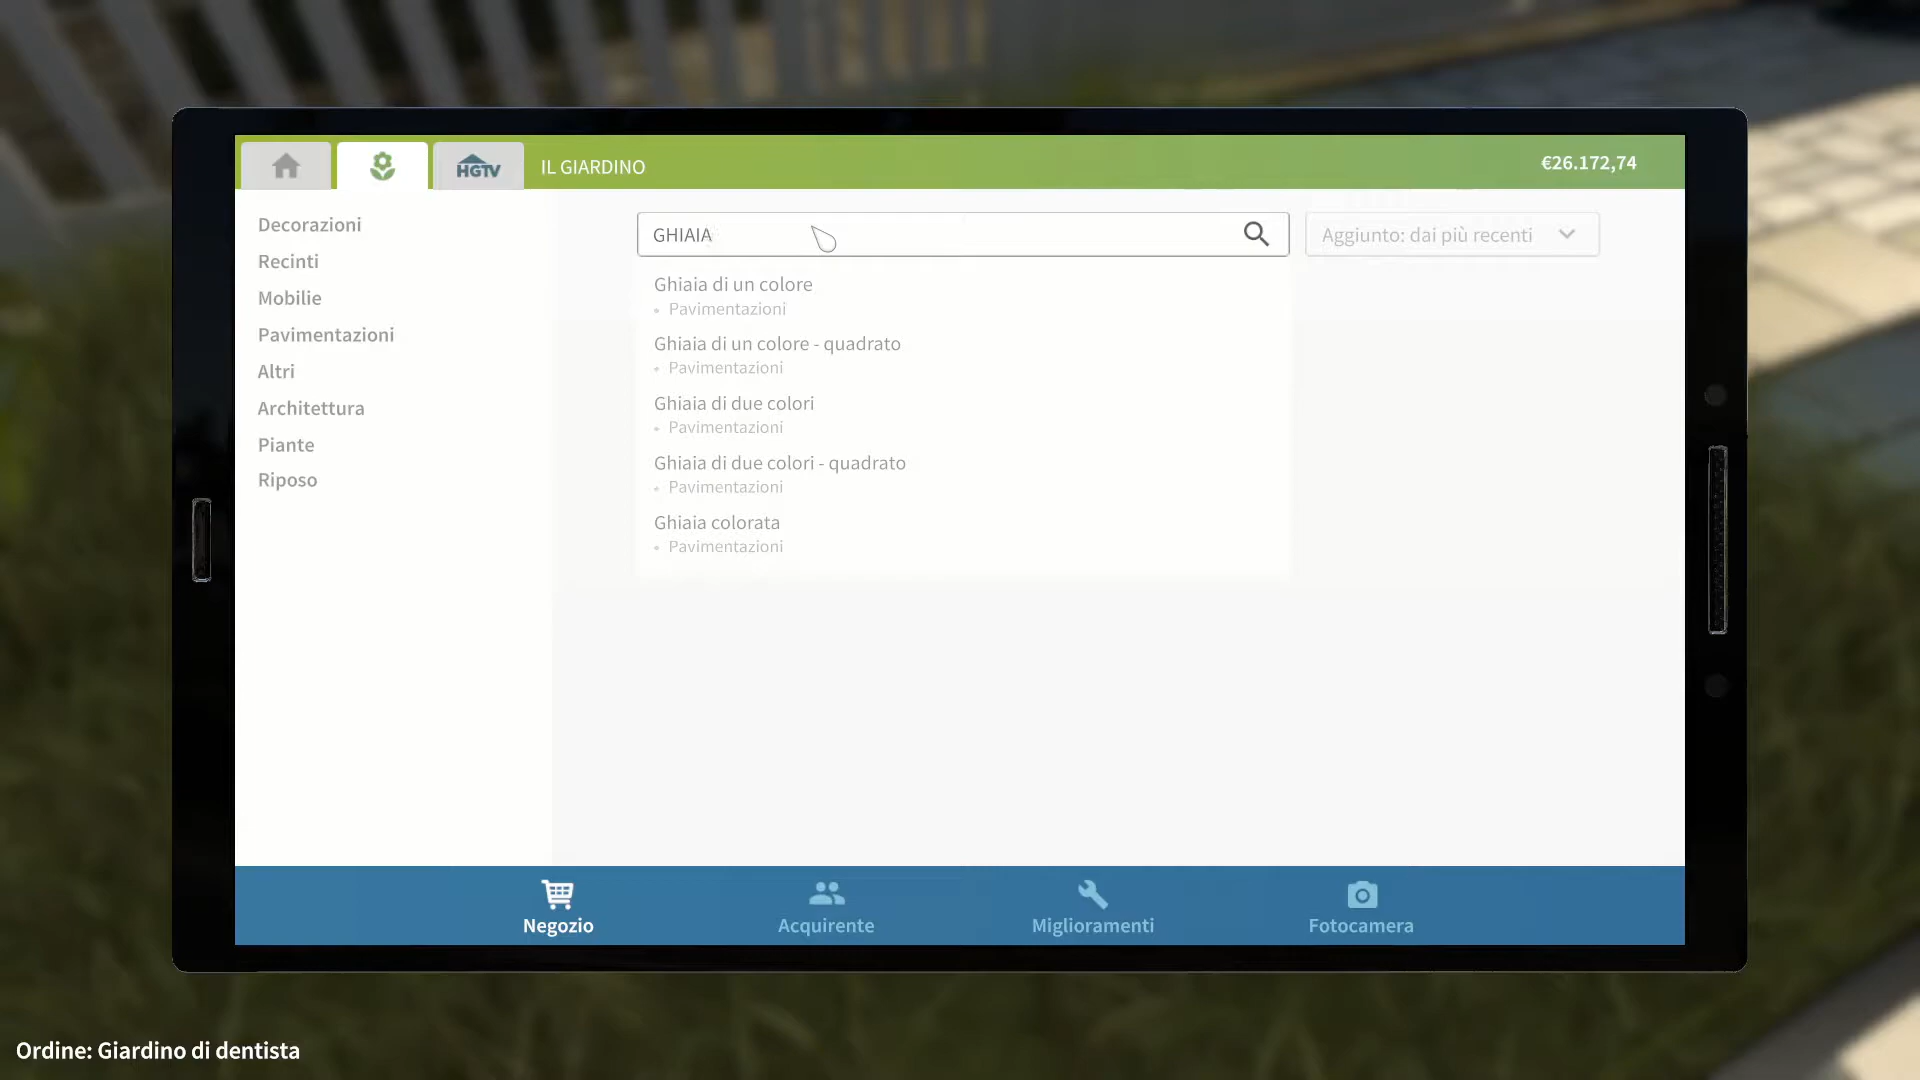 HGTV
IL GIARDINO
€26.172,74
Decorazioni
Recinti
Mobilie
Pavimentazioni
Altri
Architettura
Piante
Riposo
GHIAIA
Aggiunto: dai più recenti
Ghiaia di un colore
• Pavimentazioni
Ghiaia di un colore - quadrato
• Pavimentazioni
Ghiaia di due colori
• Pavimentazioni
Ghiaia di due colori - quadrato
• Pavimentazioni
Ghiaia colorata
• Pavimentazioni
Negozio
Acquirente
Miglioramenti
Fotocamera
Ordine: Giardino di dentista